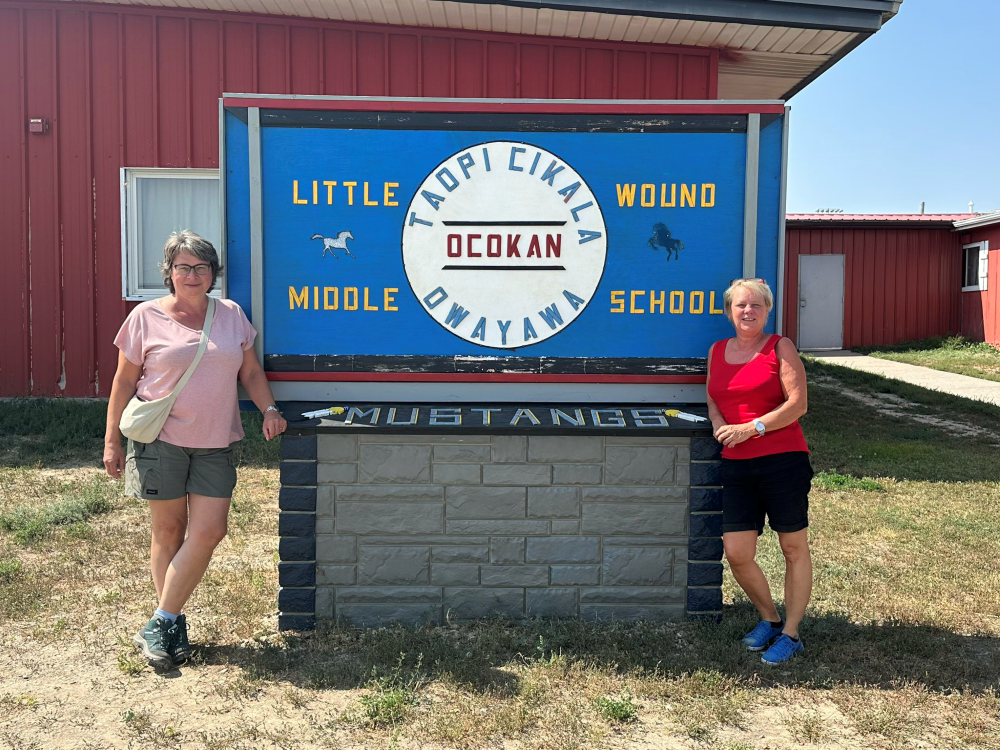 TAOPI CIKALA
LITTLE WOUND
OCOKAN
MIDDLE SCHOOL
OWAYAWA
MUSTANGS